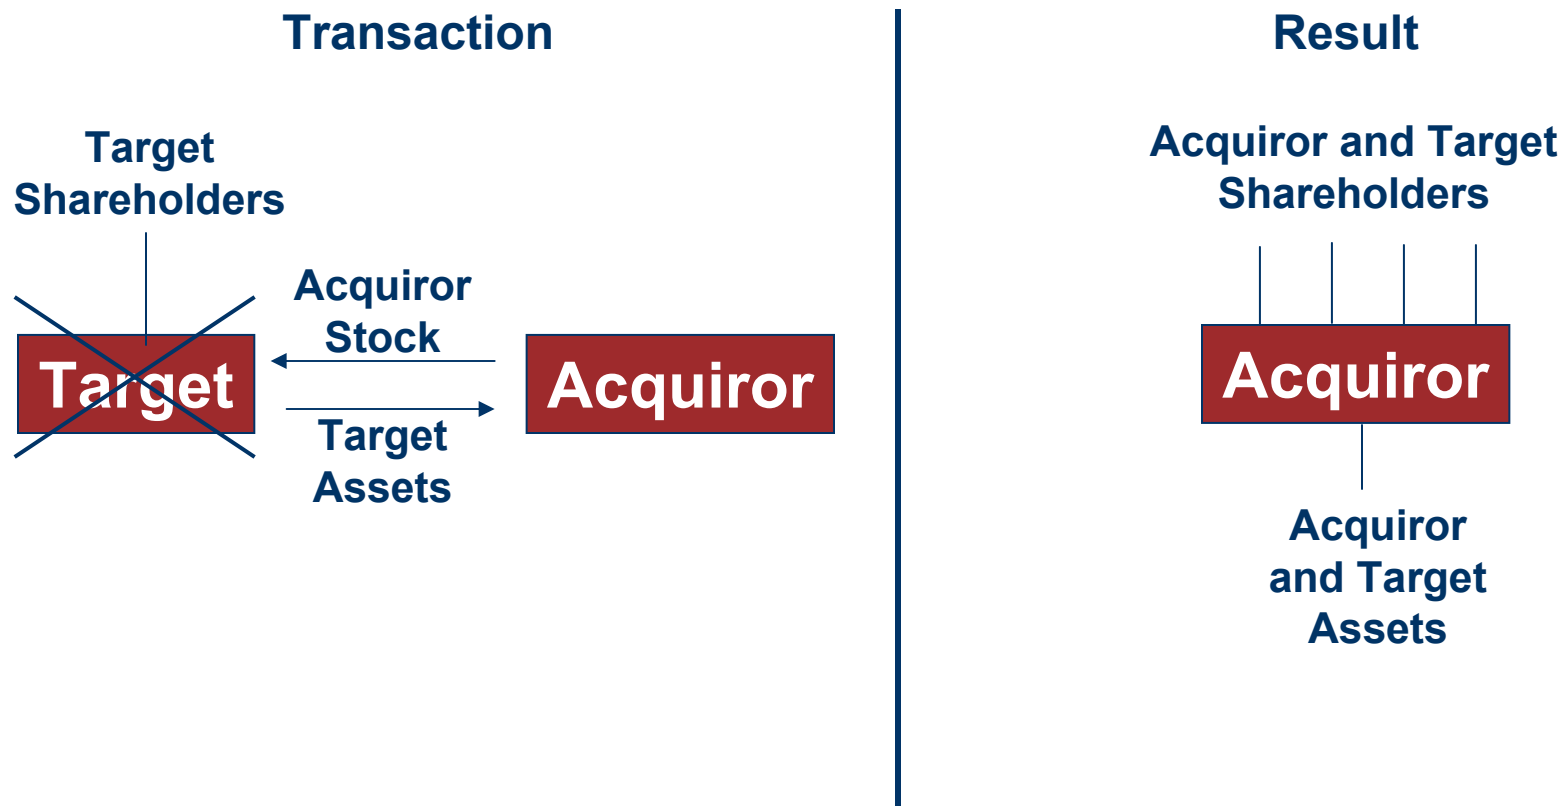 Transaction
Target
Shareholders
Acquiror
Stock
Target
Acquiror
Target
Assets
Result
Acquiror and Target
Shareholders
Acquiror
Acquiror
and Target
Assets